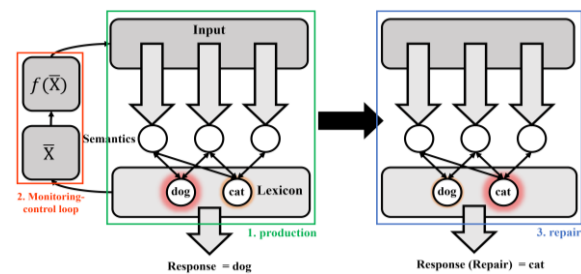 Input
f(X̅)
Semantics
X̅
dog
cat
Lexicon
2. Monitoring-
control loop
1. production
Response = dog
dog
cat
3. repair
Response (Repair) = cat